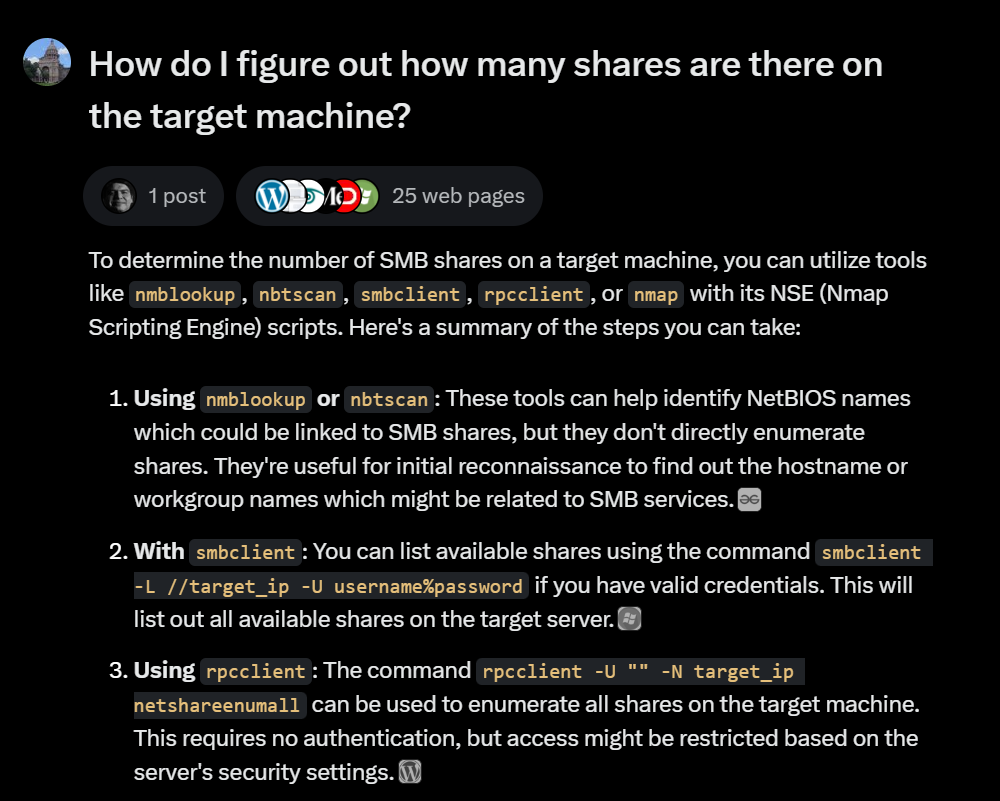 How do I figure out how many shares are there on
the target machine?
1 post
25 web pages
To determine the number of SMB shares on a target machine, you can utilize tools
like nmblookup, nbtscan, smbclient, rpcclient, or nmap with its NSE (Nmap
Scripting Engine) scripts. Here's a summary of the steps you can take:
1. Using nmblookup or nbtscan: These tools can help identify NetBIOS names
which could be linked to SMB shares, but they don't directly enumerate
shares. They're useful for initial reconnaissance to find out the hostname or
workgroup names which might be related to SMB services.
2. With smbclient: You can list available shares using the command smbclient
-L //target_ip -U username%password if you have valid credentials. This will
list out all available shares on the target server.
3. Using rpcclient: The command rpcclient -U "" -N target_ip
netshareenumall can be used to enumerate all shares on the target machine.
This requires no authentication, but access might be restricted based on the
server's security settings.